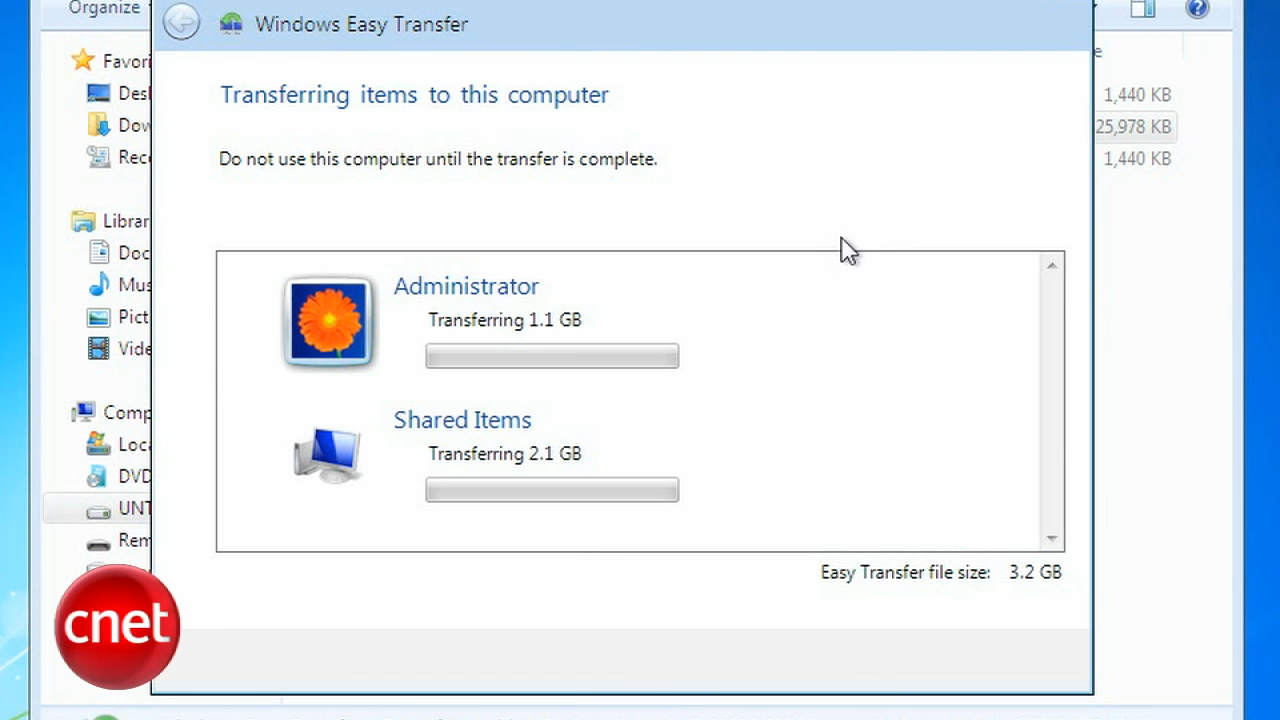 Organize
Windows Easy Transfer
Favori
Transferring items to this computer
1,440 KB
Desl
Dow
25,978 KB
Rece
Do not use this computer until the transfer is complete.
1,440 KB
Librar
Doc
Mus
Administrator
Pict
Transferring 1.1 GB
Vide
Comp
Shared Items
Loca
Transferring 2.1 GB
DVD
UNT
Rem
Easy Transfer file size: 3.2 GB
cnet